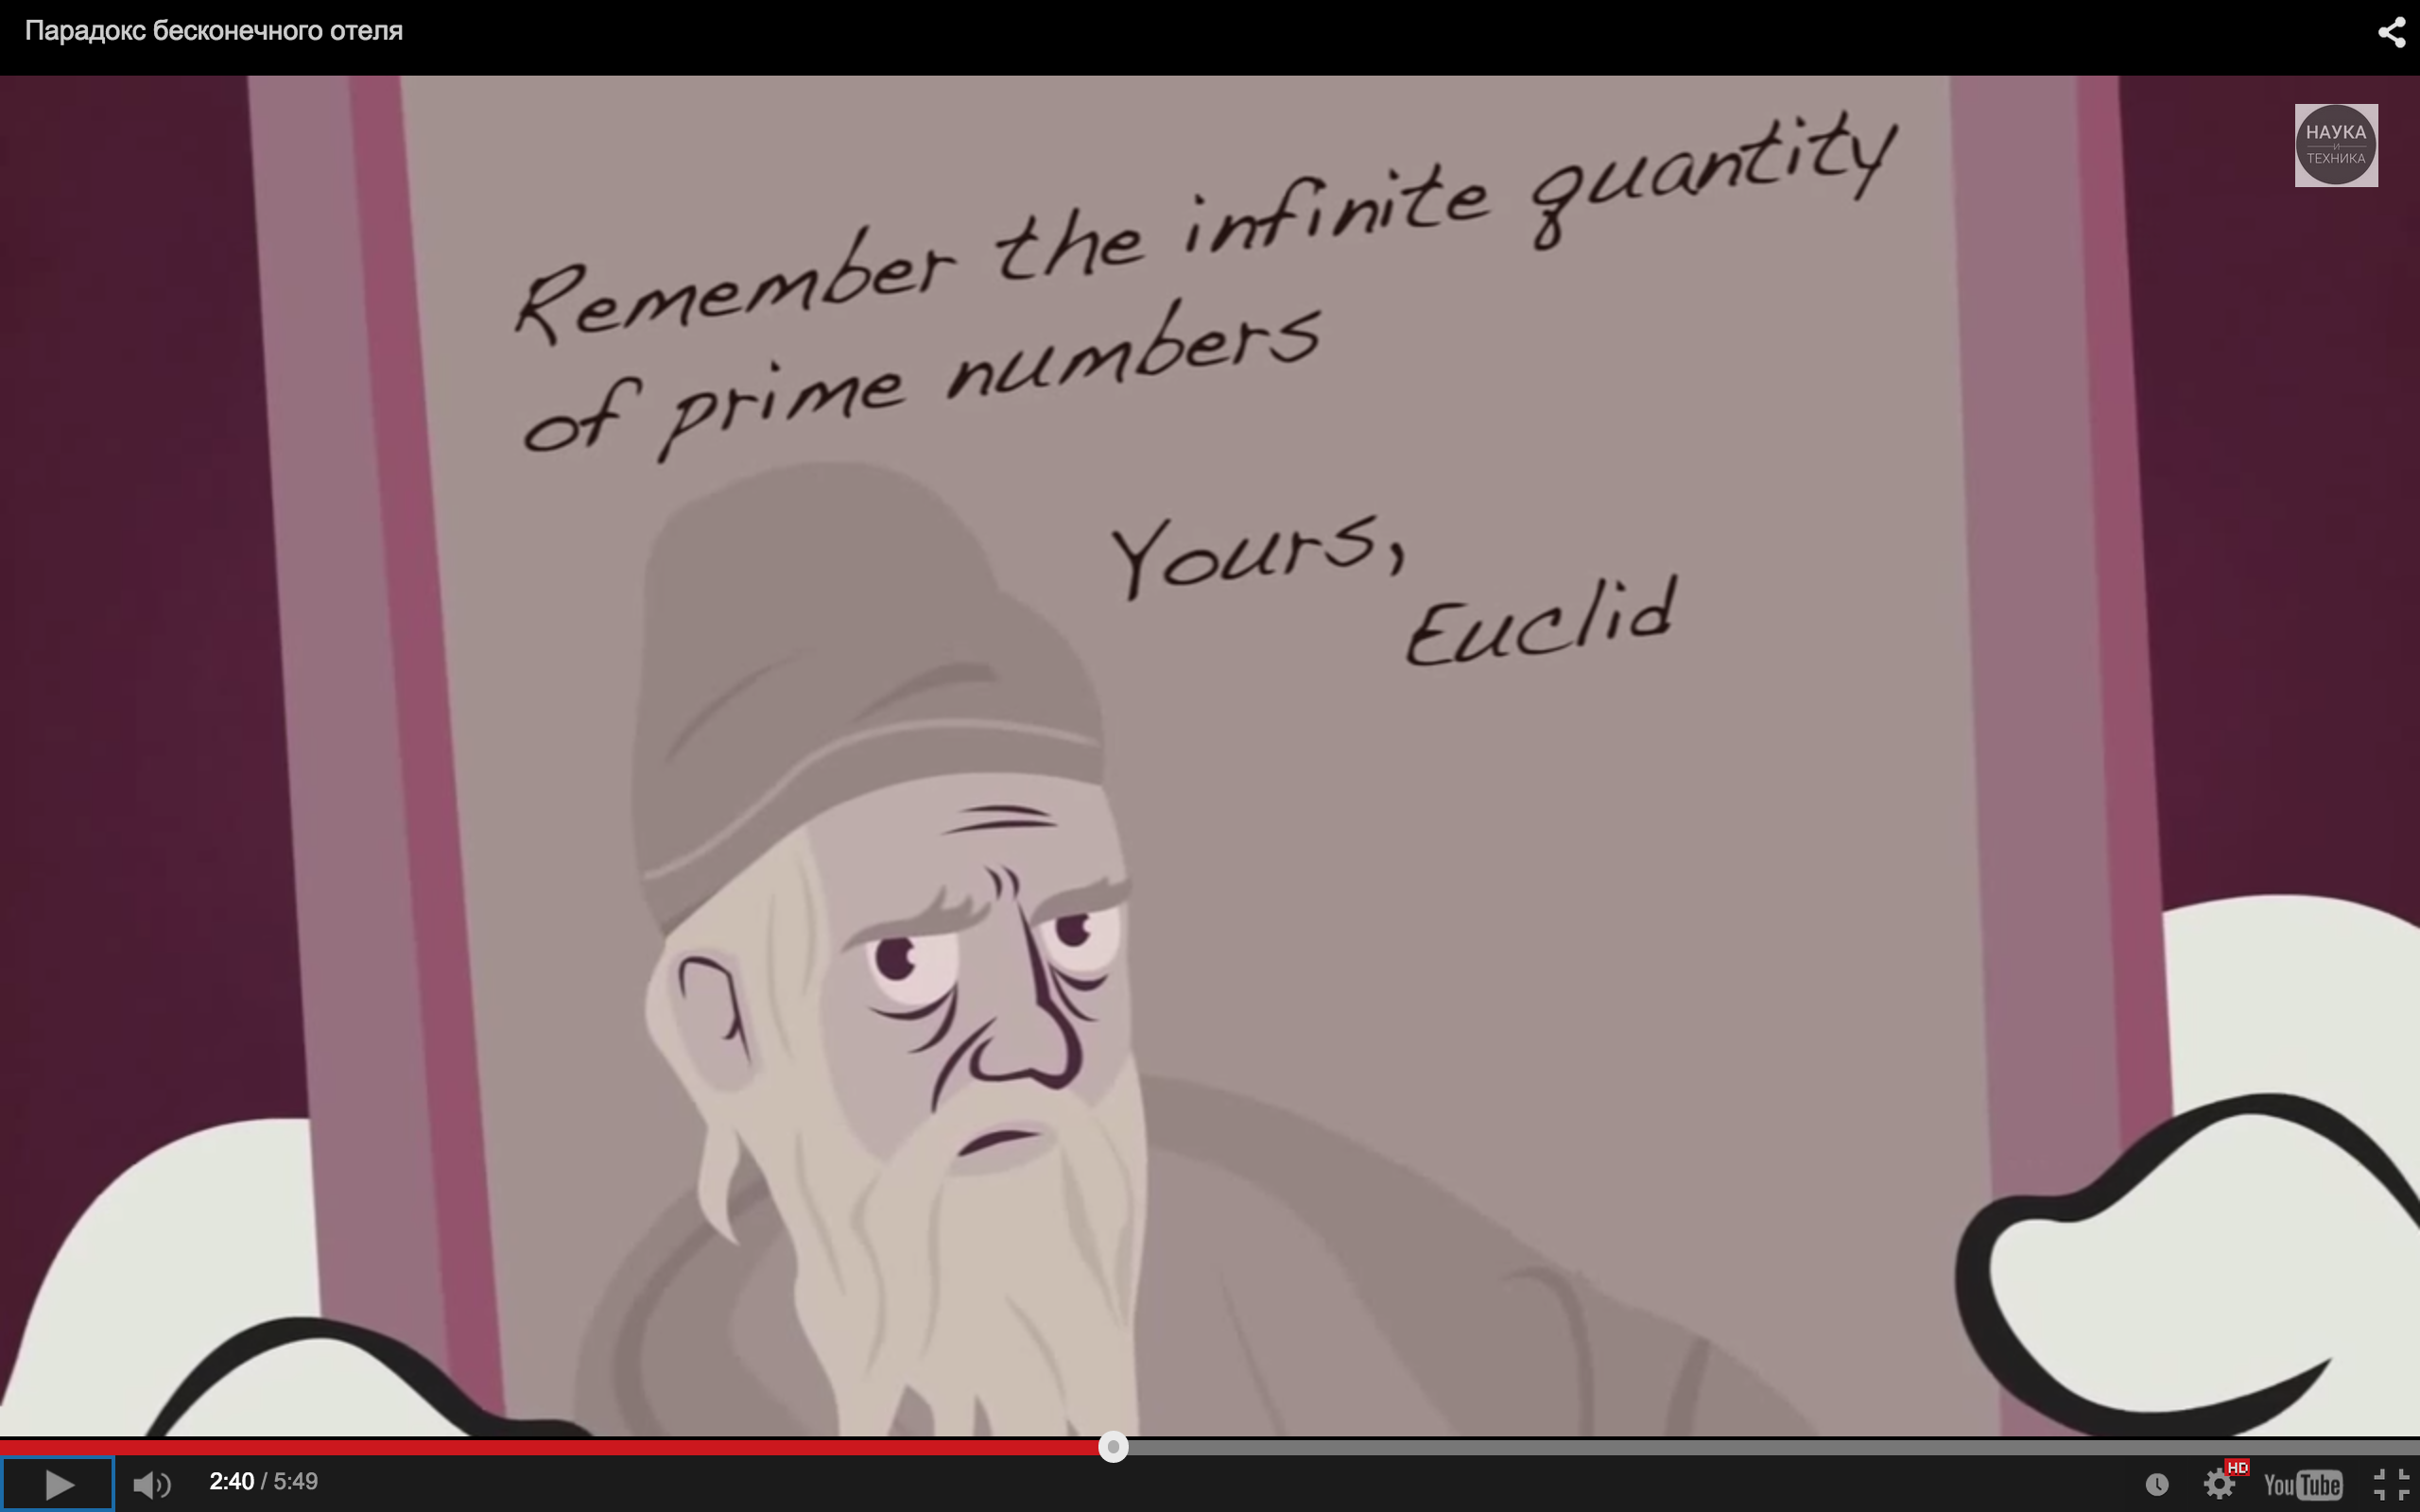 Парадокс бесконечного отеля
НАУКА
И
ТЕХНИКА
Remember the infinite quantity
of prime numbers
Yours,
Euclid
2:40 / 5:49
HD
YouTube